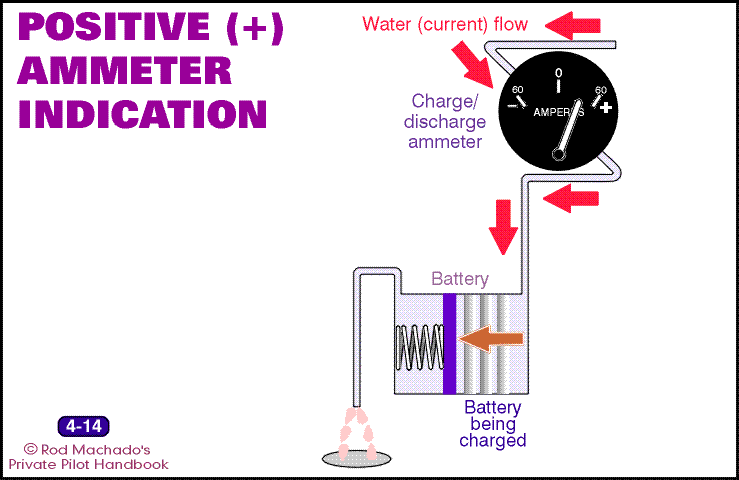 POSITIVE (+)
AMMETER
INDICATION
Water (current) flow
Charge/
discharge
ammeter
0
60 60
− +
AMPERES
Battery
Battery
being
charged
4-14
© Rod Machado's
Private Pilot Handbook